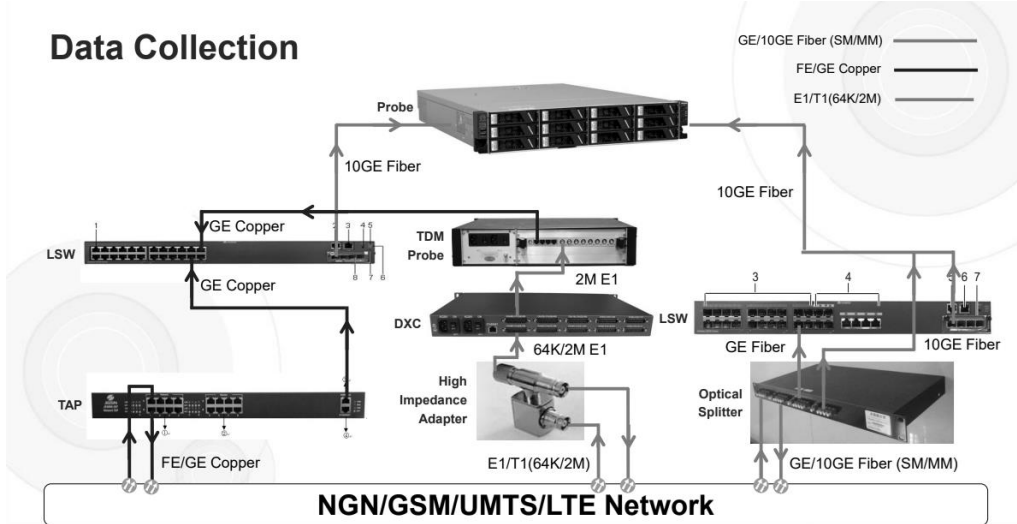 Data Collection
GE/10GE Fiber (SM/MM)
FE/GE Copper
E1/T1(64K/2M)
Probe
10GE Fiber
10GE Fiber
GE Copper
1
2
3
4
5
6
7
8
LSW
TDM
Probe
GE Copper
2M E1
3
4
5
6
7
DXC
LSW
64K/2M E1
GE Fiber
10GE Fiber
High
Impedance
Adapter
Optical
Splitter
TAP
FE/GE Copper
E1/T1(64K/2M)
GE/10GE Fiber (SM/MM)
NGN/GSM/UMTS/LTE Network